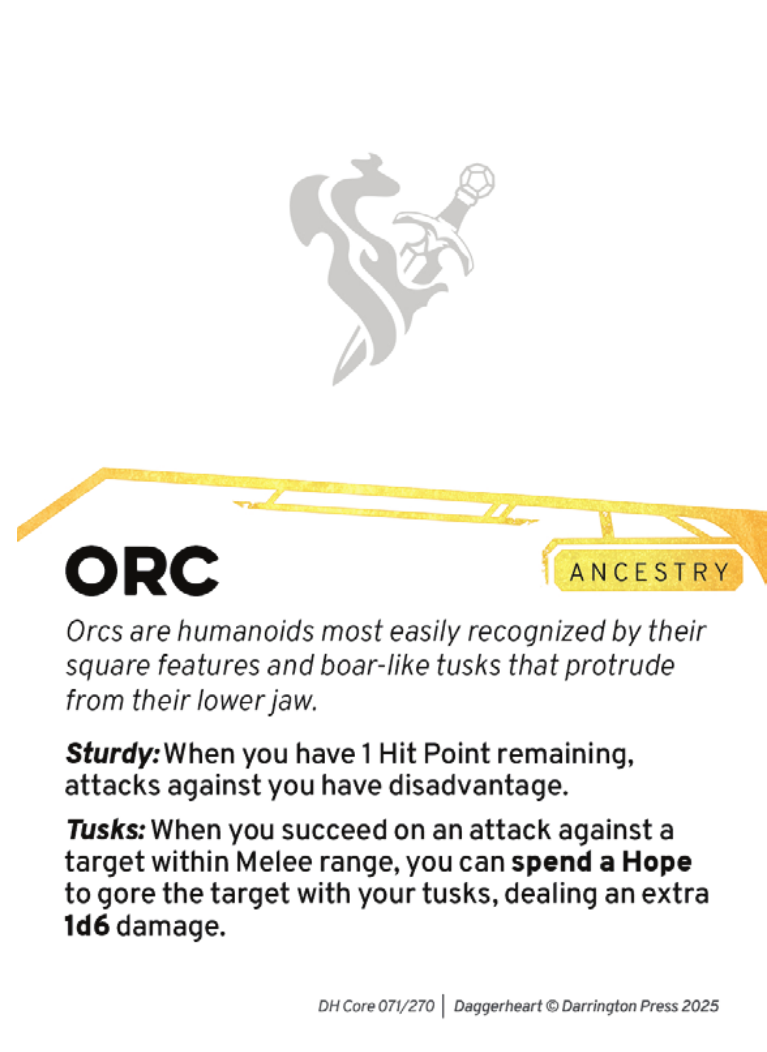 ORC
ANCESTRY
Orcs are humanoids most easily recognized by their
square features and boar-like tusks that protrude
from their lower jaw.
Sturdy: When you have 1 Hit Point remaining,
attacks against you have disadvantage.
Tusks: When you succeed on an attack against a
target within Melee range, you can spend a Hope
to gore the target with your tusks, dealing an extra
1d6 damage.
DH Core 071/270 | Daggerheart © Darrington Press 2025